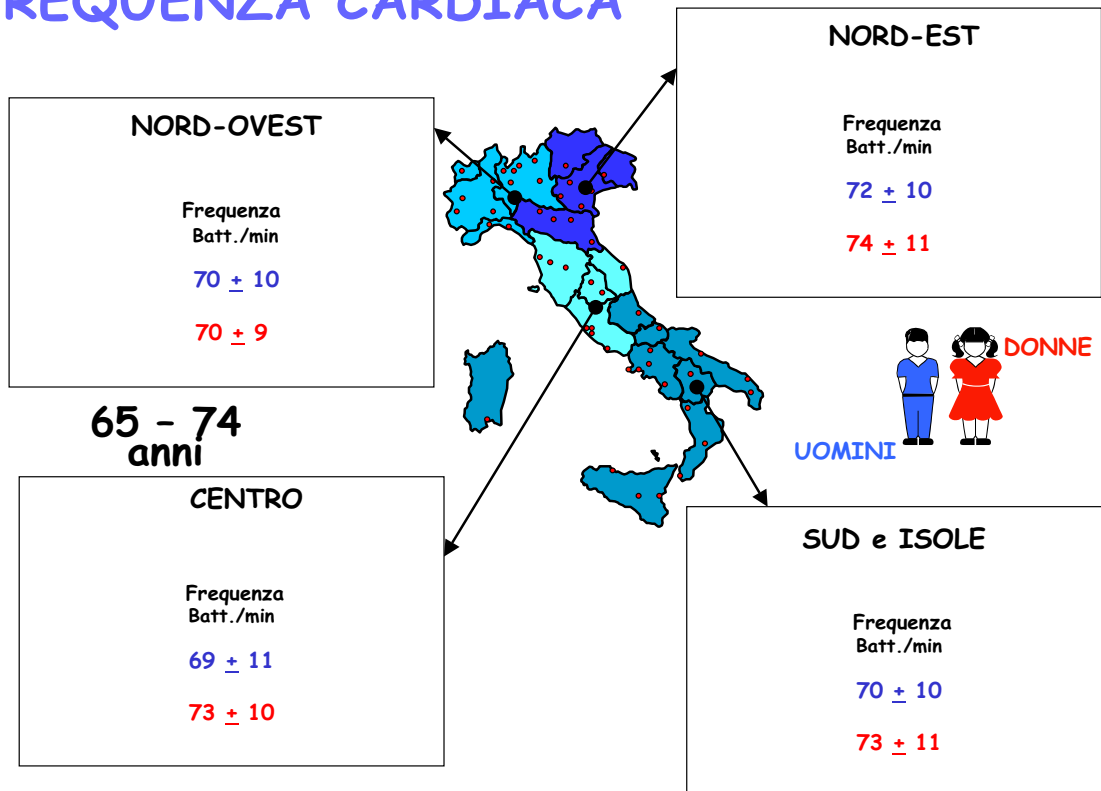 REQUENZA CARDIACA
NORD-EST
Frequenza
Batt./min
72 + 10
74 + 11
NORD-OVEST
Frequenza
Batt./min
70 + 10
70 + 9
DONNE
UOMINI
65 – 74
anni
CENTRO
Frequenza
Batt./min
69 + 11
73 + 10
SUD e ISOLE
Frequenza
Batt./min
70 + 10
73 + 11